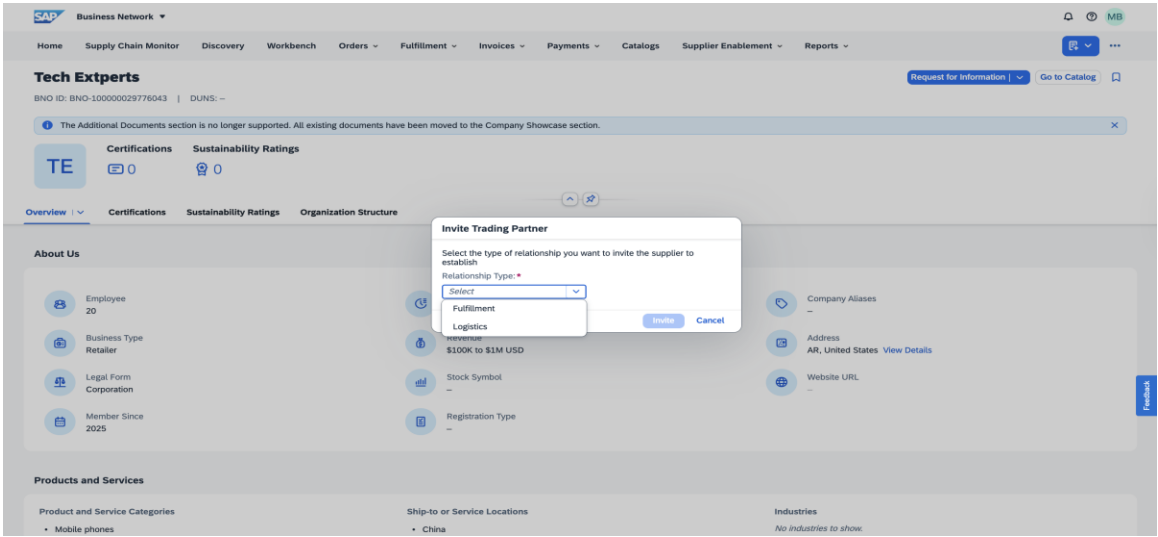 SAP Business Network
MB
Home Supply Chain Monitor Discovery Workbench Orders Fulfillment Invoices Payments Catalogs Supplier Enablement Reports
Tech Extperts
Request for Information | Go to Catalog
BNO ID: BNO-100000029776043 | DUNS: –
The Additional Documents section is no longer supported. All existing documents have been moved to the Company Showcase section.
TE
Certifications
0
Sustainability Ratings
0
Overview Certifications Sustainability Ratings Organization Structure
Invite Trading Partner
Select the type of relationship you want to invite the supplier to
establish
Relationship Type:*
Select
Fulfillment
Logistics
Invite Cancel
About Us
Employee
20
Business Type
Retailer
Legal Form
Corporation
Member Since
2025
Revenue
$100K to $1M USD
Stock Symbol
–
Registration Type
–
Company Aliases
–
Address
AR, United States View Details
Website URL
–
Feedback
Products and Services
Product and Service Categories
• Mobile phones
Ship-to or Service Locations
• China
Industries
No industries to show.